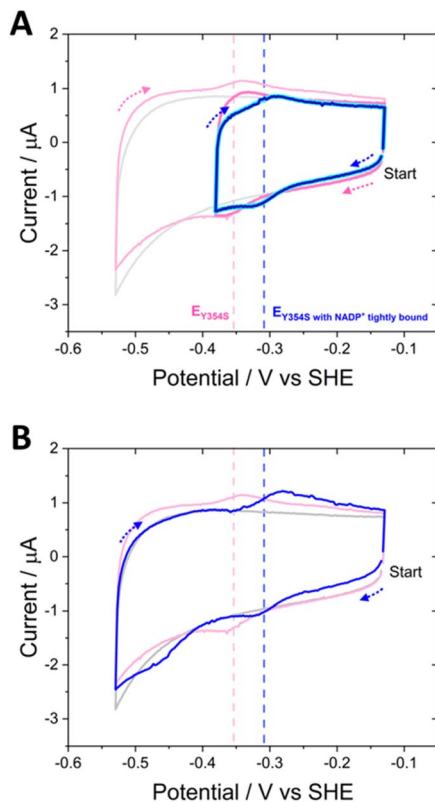 A
2
1
0
-1
-2
-3
Current / µA
Start
E Y354S
E Y354S with NADP+ tightly bound
-0.6 -0.5 -0.4 -0.3 -0.2 -0.1
Potential / V vs SHE
B
2
1
0
-1
-2
-3
Current / µA
Start
-0.6 -0.5 -0.4 -0.3 -0.2 -0.1
Potential / V vs SHE